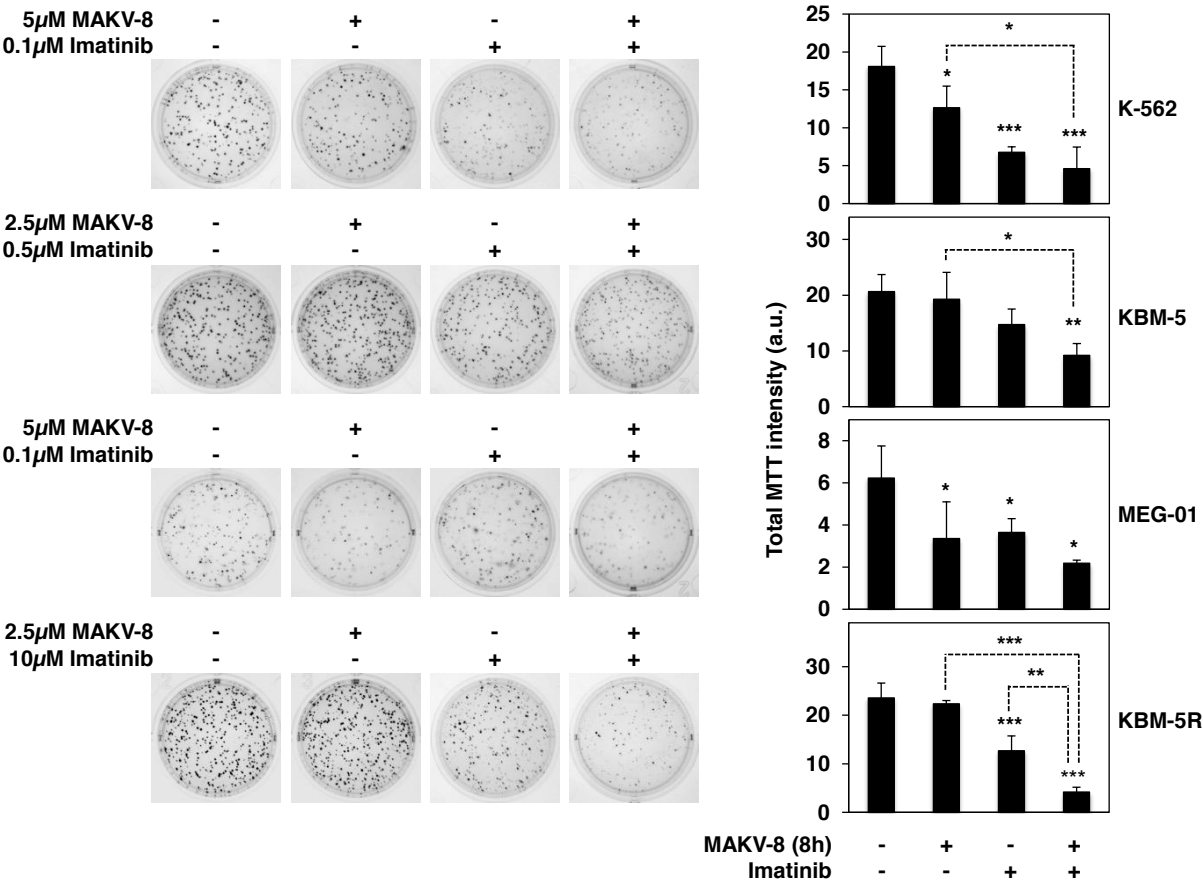 5µM MAKV-8 - + - +
0.1µM Imatinib - - + +
2.5µM MAKV-8 - + - +
0.5µM Imatinib - - + +
5µM MAKV-8 - + - +
0.1µM Imatinib - - + +
2.5µM MAKV-8 - + - +
10µM Imatinib - - + +
Total MTT intensity (a.u.)
25
20
15
10
5
0
*
*
***
***
K-562
30
20
10
0
*
**
KBM-5
8
6
4
2
0
*
*
*
MEG-01
30
20
10
0
***
**
***
***
KBM-5R
MAKV-8 (8h) - + - +
Imatinib - - + +